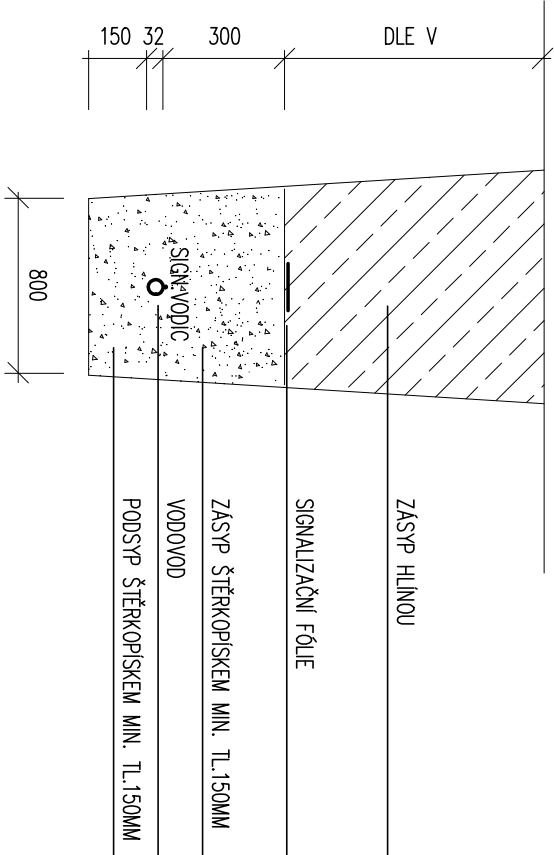 150 32 300 DLE V
800
SIGN.VODIC
ZÁSYP HLÍNOU
SIGNALIZAČNÍ FÓLIE
ZÁSYP ŠTĚRKOPÍSKEM MIN. TL.150MM
VODOVOD
PODSYP ŠTĚRKOPÍSKEM MIN. TL.150MM